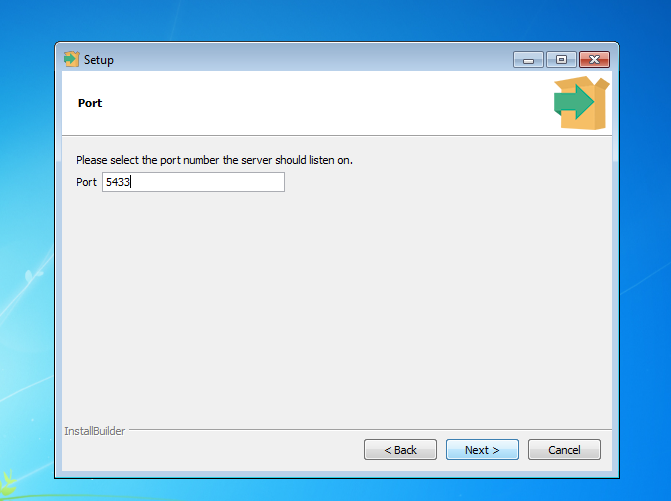 Setup
Port
Please select the port number the server should listen on.
Port 5433
InstallBuilder
< Back Next > Cancel